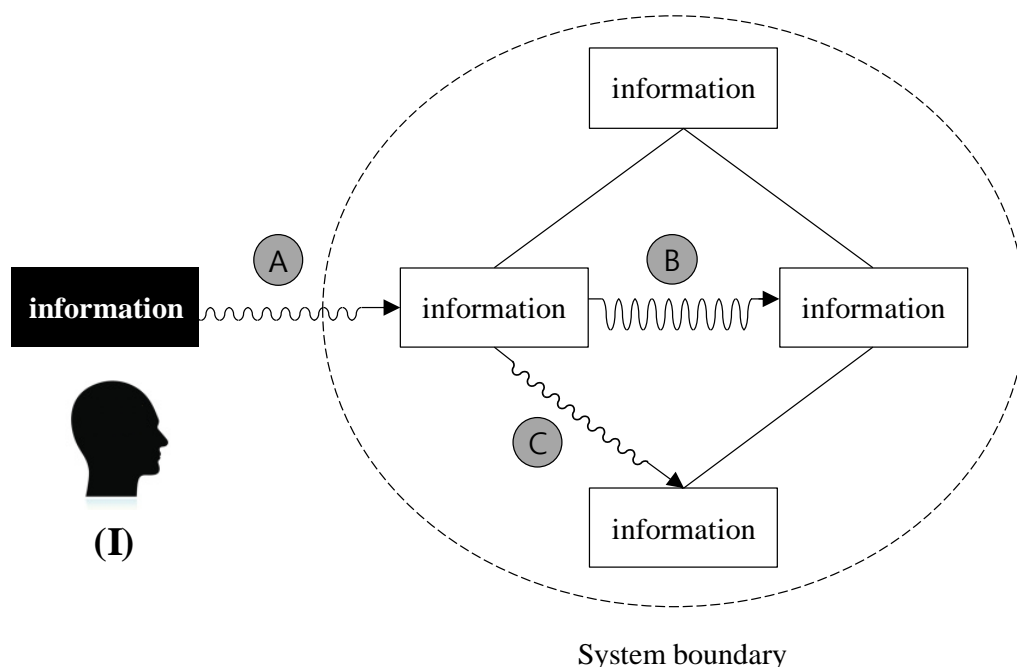 information
A
B
information
information
information
C
(I)
information
System boundary